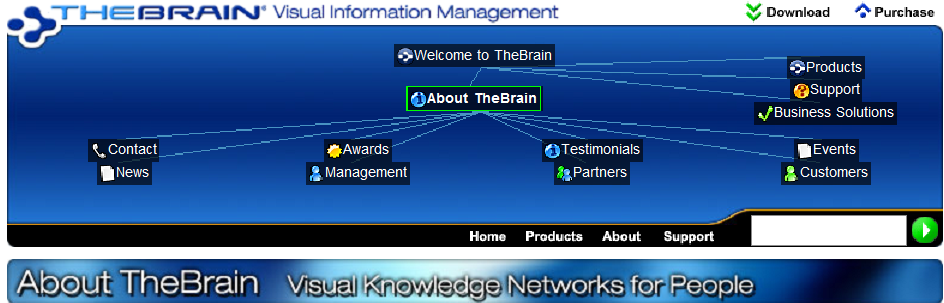 THEBRAIN® Visual Information Management
Download Purchase
Welcome to TheBrain
Products
Support
About TheBrain
Business Solutions
Contact Awards Testimonials Events
News Management Partners Customers
Home Products About Support
About TheBrain Visual Knowledge Networks for People